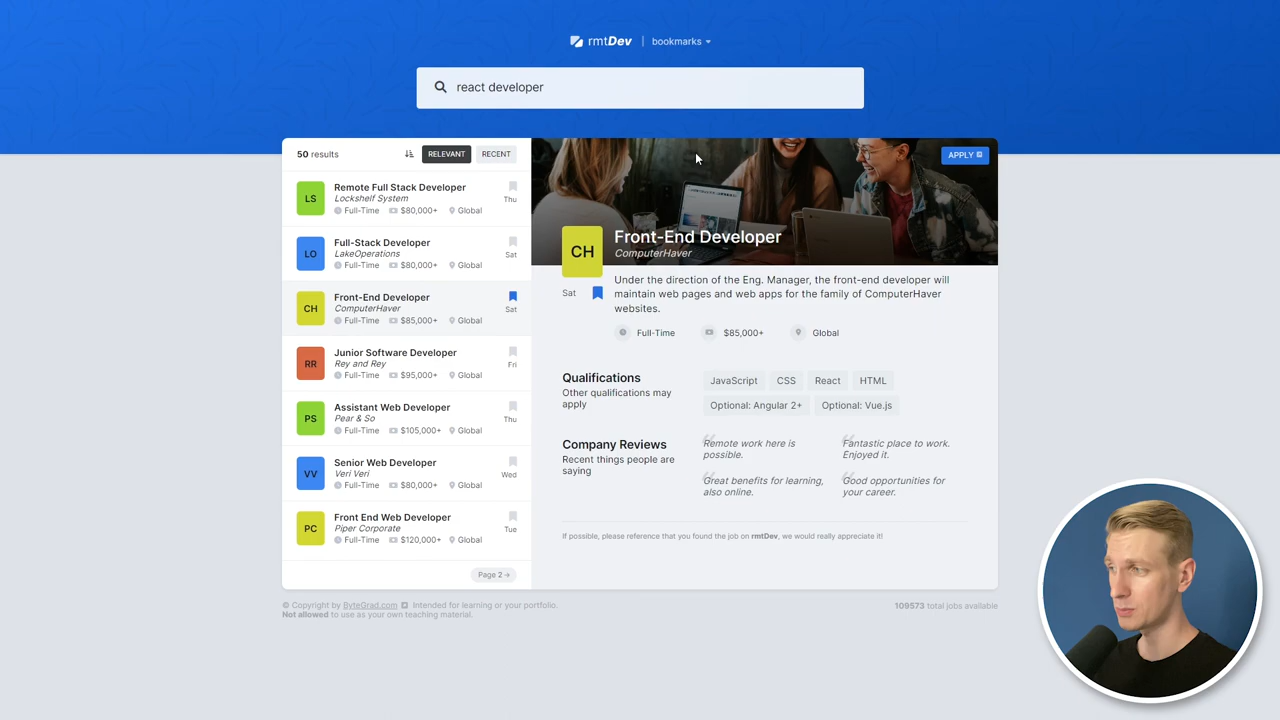 rmtDev | bookmarks
react developer
50 results
RELEVANT
RECENT
LS
Remote Full Stack Developer
Lockshelf System
Full-Time $80,000+ Global
Thu
LO
Full-Stack Developer
LakeOperations
Full-Time $80,000+ Global
Sat
CH
Front-End Developer
ComputerHaver
Full-Time $85,000+ Global
Sat
RR
Junior Software Developer
Rey and Rey
Full-Time $95,000+ Global
Fri
PS
Assistant Web Developer
Pear & So
Full-Time $105,000+ Global
Thu
VV
Senior Web Developer
Veri Veri
Full-Time $80,000+ Global
Wed
PC
Front End Web Developer
Piper Corporate
Full-Time $120,000+ Global
Tue
Page 2 →
APPLY
CH
Front-End Developer
ComputerHaver
Sat
Under the direction of the Eng. Manager, the front-end developer will
maintain web pages and web apps for the family of ComputerHaver
websites.
Full-Time $85,000+ Global
Qualifications
Other qualifications may
apply
JavaScript CSS React HTML
Optional: Angular 2+ Optional: Vue.js
Company Reviews
Recent things people are
saying
Remote work here is
possible.
Fantastic place to work.
Enjoyed it.
Great benefits for learning,
also online.
Good opportunities for
your career.
If possible, please reference that you found the job on rmtDev, we would really appreciate it!
© Copyright by ByteGrad.com Intended for learning or your portfolio.
Not allowed to use as your own teaching material.
109573 total jobs available